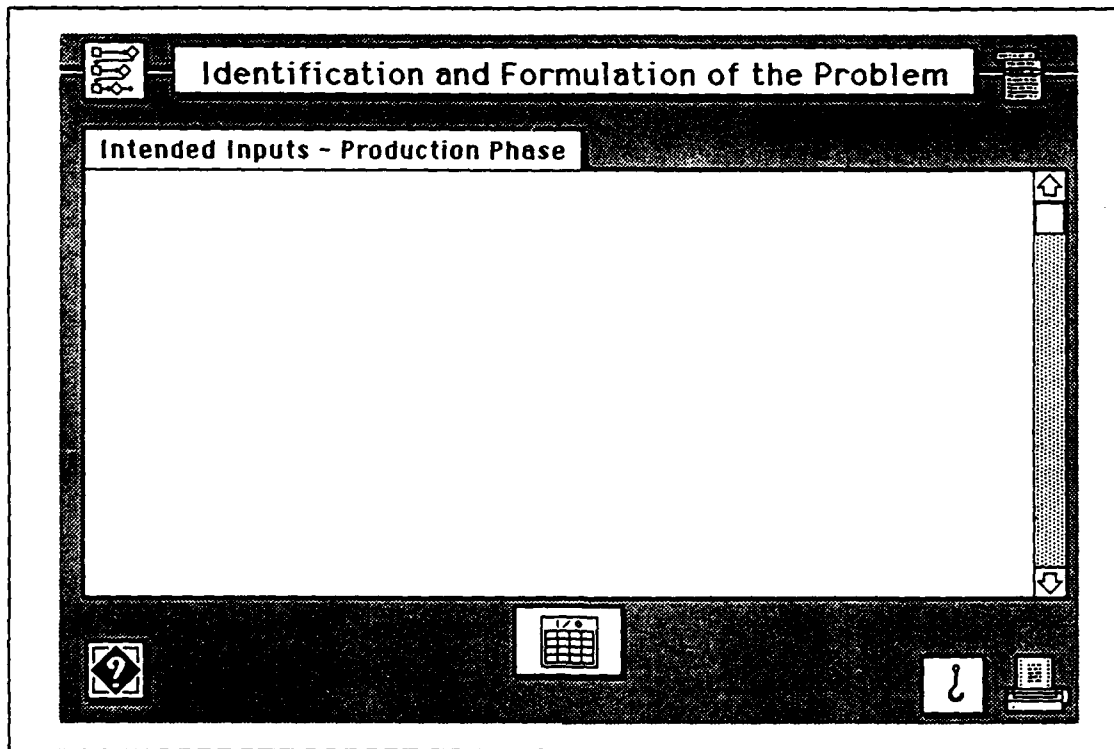 Identification and Formulation of the Problem
Intended Inputs - Production Phase
I/O
?